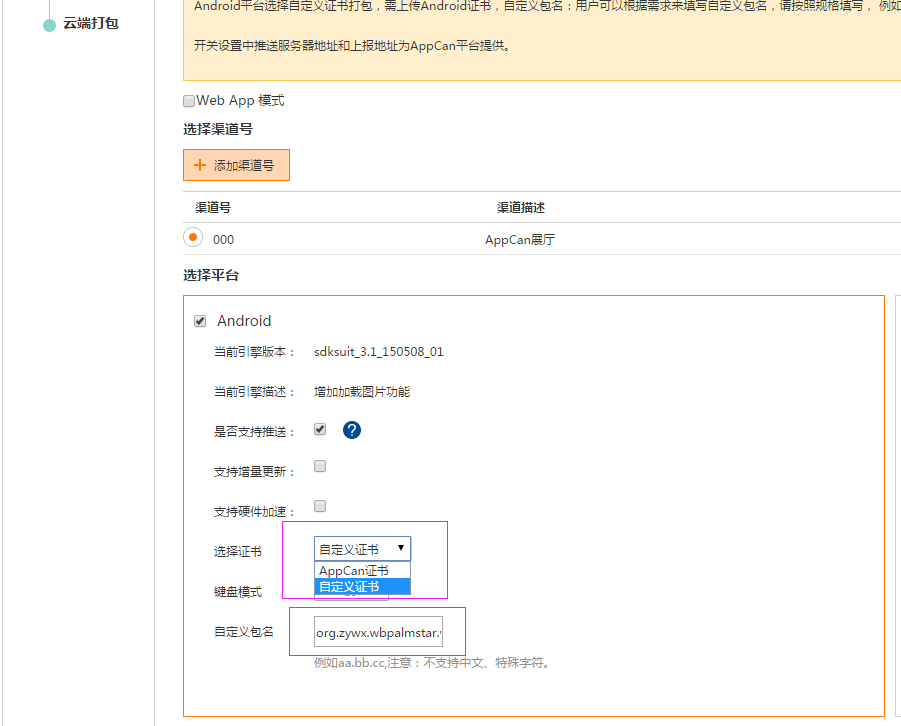 Android平台选择自定义证书打包，需上传Android证书，自定义包名：用户可以根据需求来填写自定义包名，请按照规格填写， 例如
云端打包
开关设置中推送服务器地址和上报地址为AppCan平台提供。
Web App 模式
选择渠道号
+ 添加渠道号
渠道号 渠道描述
000 AppCan展厅
选择平台
Android
当前引擎版本： sdksuit_3.1_150508_01
当前引擎描述： 增加加载图片功能
是否支持推送： ?
支持增量更新：
支持硬件加速：
选择证书 自定义证书
AppCan证书
自定义证书
键盘模式
自定义包名 org.zywx.wbpalmstar.
例如aa.bb.cc,注意：不支持中文、特殊字符。